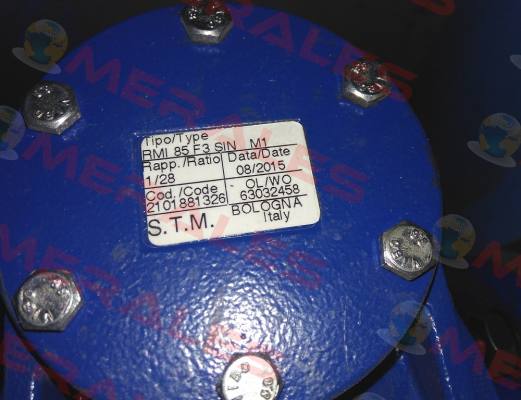 MERALES
Tipo/Type
RMI 85 F3 SIN M1
Rapp./Ratio Data/Date
1/28 08/2015
Cod./Code OL/WO
2101881326 63032458
S.T.M. BOLOGNA
Italy